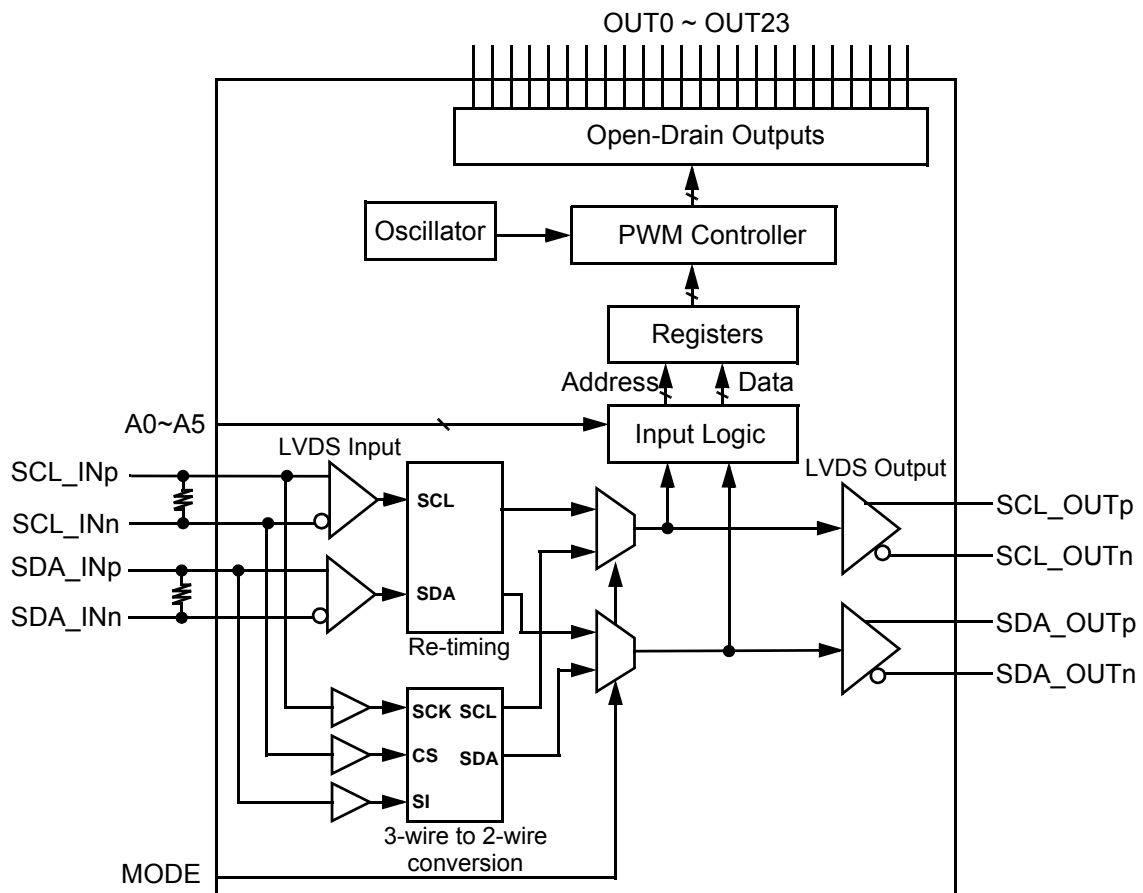 OUT0 ~ OUT23
Open-Drain Outputs
Oscillator
PWM Controller
Registers
Address
Data
A0~A5
Input Logic
LVDS Input
LVDS Output
SCL_INp
SCL_INn
SDA_INp
SDA_INn
SCL
SDA
Re-timing
SCL_OUTp
SCL_OUTn
SDA_OUTp
SDA_OUTn
SCK SCL
CS SDA
SI
3-wire to 2-wire
conversion
MODE